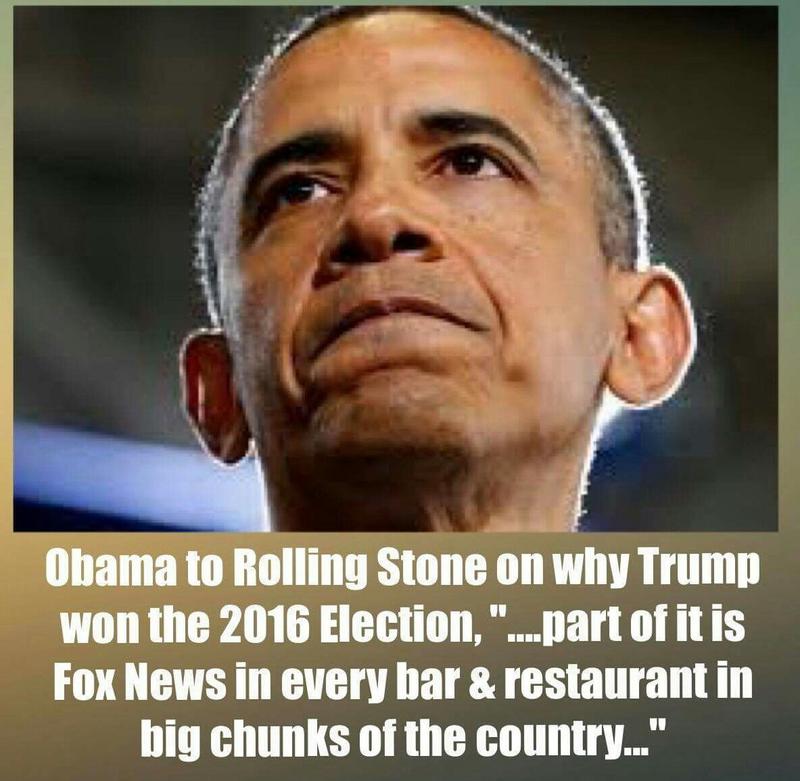 Obama to Rolling Stone on why Trump
won the 2016 Election, "....part of it is
Fox News in every bar & restaurant in
big chunks of the country..."